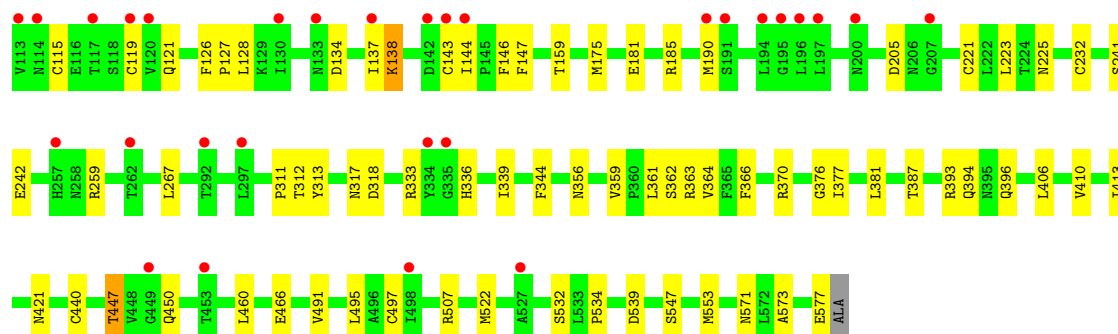 V113 N114 C115 E116 T117 S118 C119 V120 Q121 F126 P127 L128 K129 I130 N133 D134 I137 K138 D142 C143 I144 P145 F146 F147 T159 M175 E181 R185 M190 S191 L194 G195 L196 L197 N200 D205 N206 G207 C221 L222 L223 T224 N225 C232 S241
E242 H257 N258 R259 T262 L267 T292 L297 P311 T312 Y313 N317 D318 R333 Y334 G335 H336 I339 F344 N356 V359 P360 L361 S362 R363 V364 F365 F366 R370 G376 I377 L381 T387 R393 Q394 N395 Q396 L406 V410 I413
N421 C440 T447 V448 G449 Q450 T453 L460 E466 V491 L495 A496 C497 I498 R507 M522 A527 S532 L533 P534 D539 S547 M553 N571 L572 A573 E577 ALA